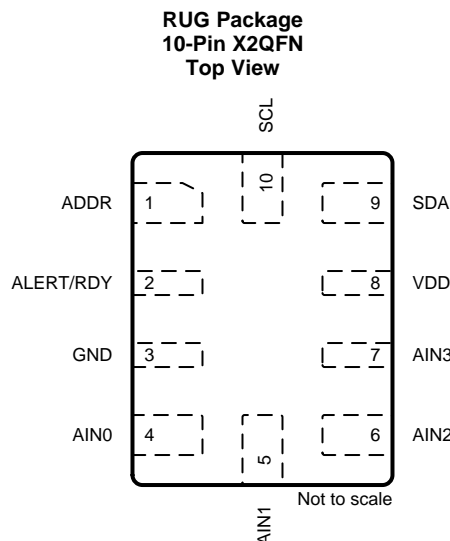 RUG Package
10-Pin X2QFN
Top View
SCL
10
ADDR 1
9 SDA
ALERT/RDY 2
8 VDD
GND 3
7 AIN3
AIN0 4
6 AIN2
5
AIN1
Not to scale